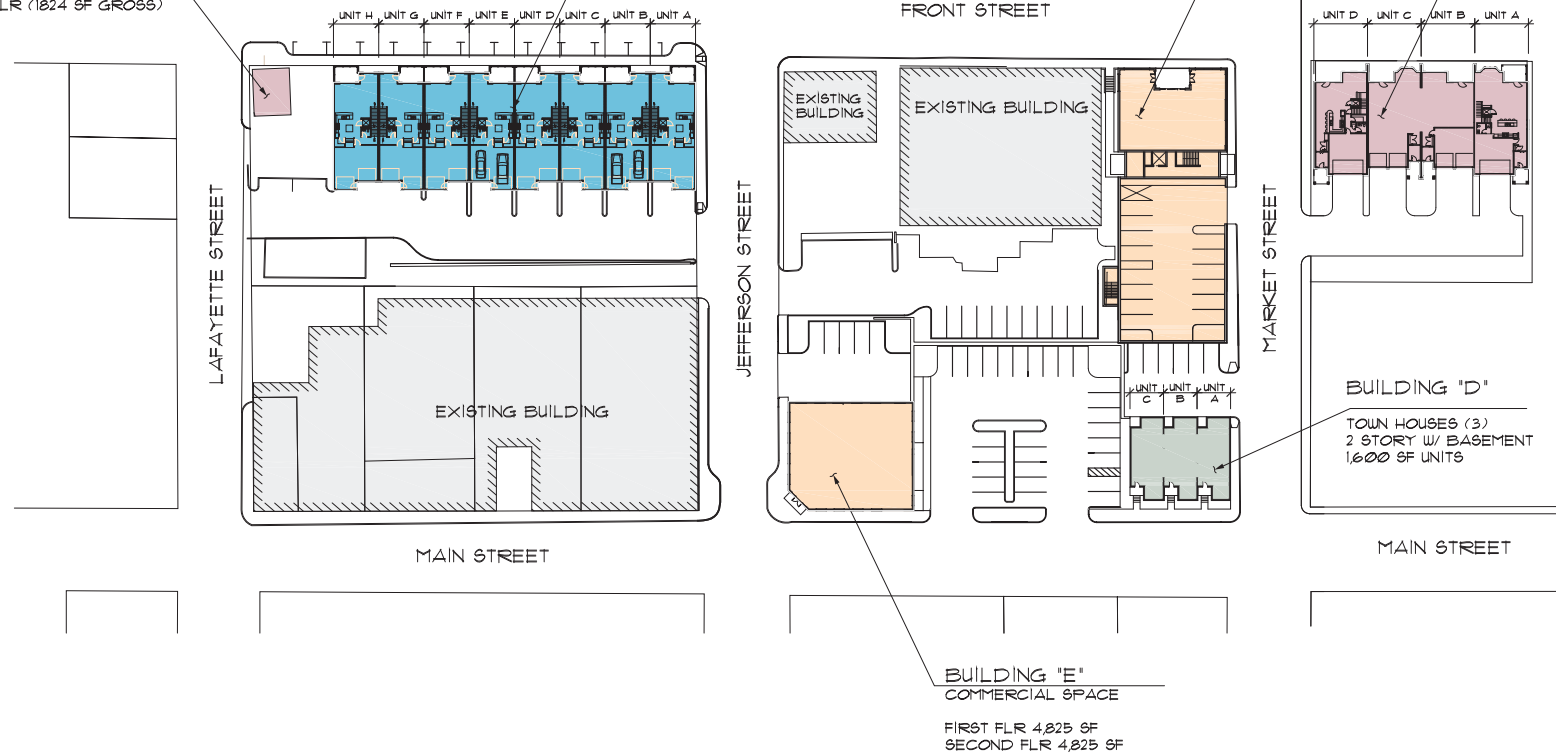 FLR (1824 SF GROSS)
UNIT H UNIT G UNIT F UNIT E UNIT D UNIT C UNIT B UNIT A
FRONT STREET
UNIT D UNIT C UNIT B UNIT A
EXISTING
BUILDING
EXISTING BUILDING
LAFAYETTE STREET
JEFFERSON STREET
MARKET STREET
EXISTING BUILDING
UNIT C UNIT B UNIT A
BUILDING "D"
TOWN HOUSES (3)
2 STORY W/ BASEMENT
1,600 SF UNITS
M
MAIN STREET
MAIN STREET
BUILDING "E"
COMMERCIAL SPACE
FIRST FLR 4,825 SF
SECOND FLR 4,825 SF